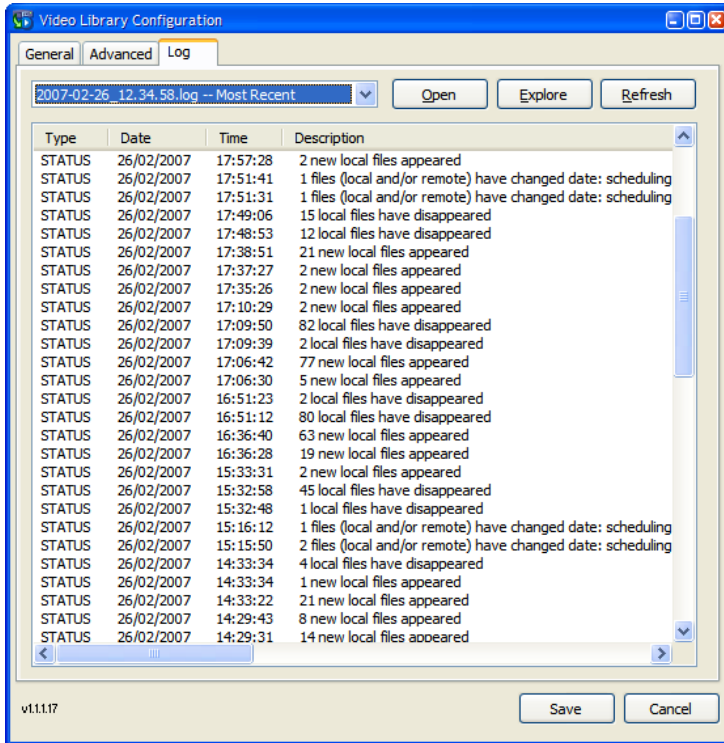 Video Library Configuration
General Advanced Log
2007-02-26_12.34.58.log -- Most Recent Open Explore Refresh
Type Date Time Description
STATUS 26/02/2007 17:57:28 2 new local files appeared
STATUS 26/02/2007 17:51:41 1 files (local and/or remote) have changed date: scheduling
STATUS 26/02/2007 17:51:31 1 files (local and/or remote) have changed date: scheduling
STATUS 26/02/2007 17:49:06 15 local files have disappeared
STATUS 26/02/2007 17:48:53 12 local files have disappeared
STATUS 26/02/2007 17:38:51 21 new local files appeared
STATUS 26/02/2007 17:37:27 2 new local files appeared
STATUS 26/02/2007 17:35:26 2 new local files appeared
STATUS 26/02/2007 17:10:29 2 new local files appeared
STATUS 26/02/2007 17:09:50 82 local files have disappeared
STATUS 26/02/2007 17:09:39 2 local files have disappeared
STATUS 26/02/2007 17:06:42 77 new local files appeared
STATUS 26/02/2007 17:06:30 5 new local files appeared
STATUS 26/02/2007 16:51:23 2 local files have disappeared
STATUS 26/02/2007 16:51:12 80 local files have disappeared
STATUS 26/02/2007 16:36:40 63 new local files appeared
STATUS 26/02/2007 16:36:28 19 new local files appeared
STATUS 26/02/2007 15:33:31 2 new local files appeared
STATUS 26/02/2007 15:32:58 45 local files have disappeared
STATUS 26/02/2007 15:32:48 1 local files have disappeared
STATUS 26/02/2007 15:16:12 1 files (local and/or remote) have changed date: scheduling
STATUS 26/02/2007 15:15:50 2 files (local and/or remote) have changed date: scheduling
STATUS 26/02/2007 14:33:34 4 local files have disappeared
STATUS 26/02/2007 14:33:34 1 new local files appeared
STATUS 26/02/2007 14:33:22 21 new local files appeared
STATUS 26/02/2007 14:29:43 8 new local files appeared
STATUS 26/02/2007 14:29:31 14 new local files appeared
v1.1.1.17 Save Cancel